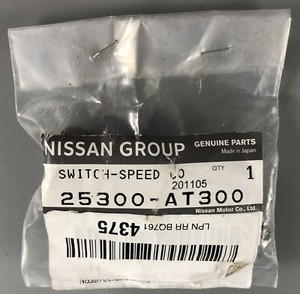 NISSAN GROUP
GENUINE PARTS
Made in Japan
SWITCH-SPEED
QTY 1
201105
25300-AT300
Nissan Motor Co., Ltd.
LPN RR BQ761
4375